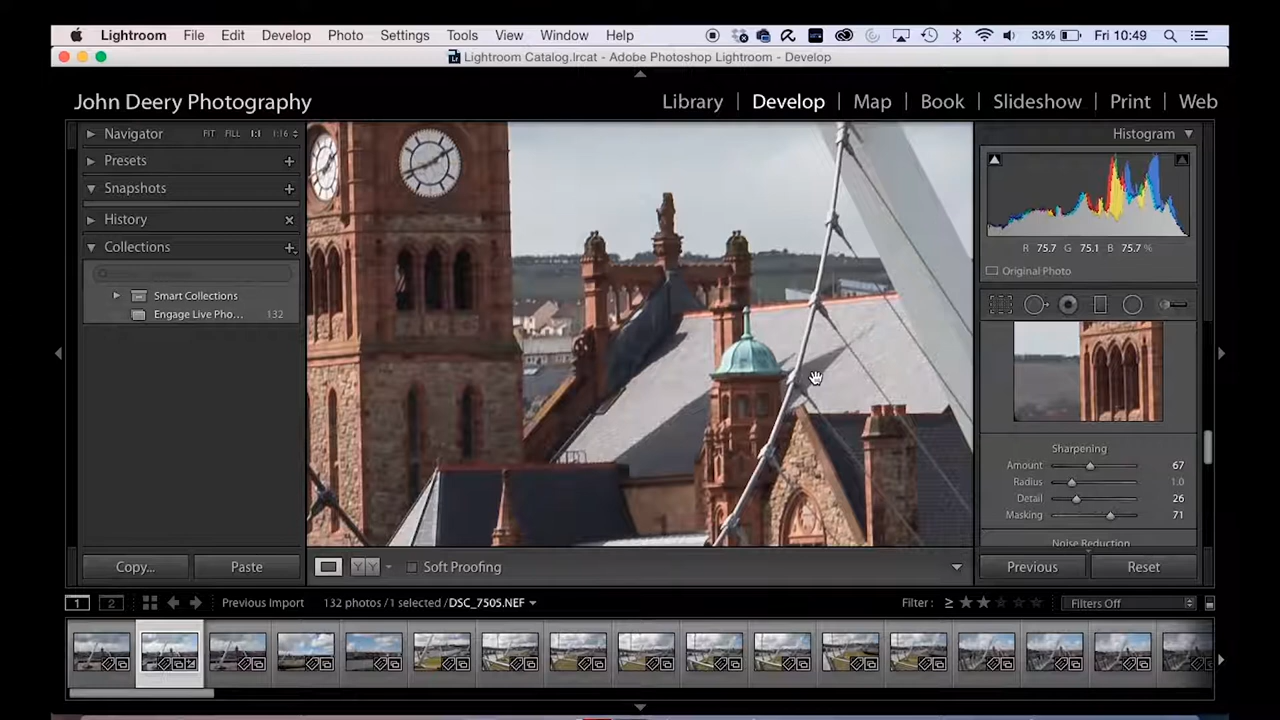 Lightroom File Edit Develop Photo Settings Tools View Window Help 33% Fri 10:49
Lightroom Catalog.lrcat - Adobe Photoshop Lightroom - Develop
John Deery Photography Library | Develop | Map | Book | Slideshow | Print | Web
Navigator FIT FILL 1:1 1:16
Histogram
Presets +
Snapshots +
History ×
Collections +
R 75.7 G 75.1 B 75.7 %
Original Photo
Smart Collections
Engage Live Pho... 132
Sharpening
Amount 67
Radius 1.0
Detail 26
Masking 71
Noise Reduction
Copy... Paste
YY Soft Proofing
Previous Reset
1 2 Previous Import 132 photos / 1 selected / DSC_7505.NEF Filter : ≥ ★★ Filters Off